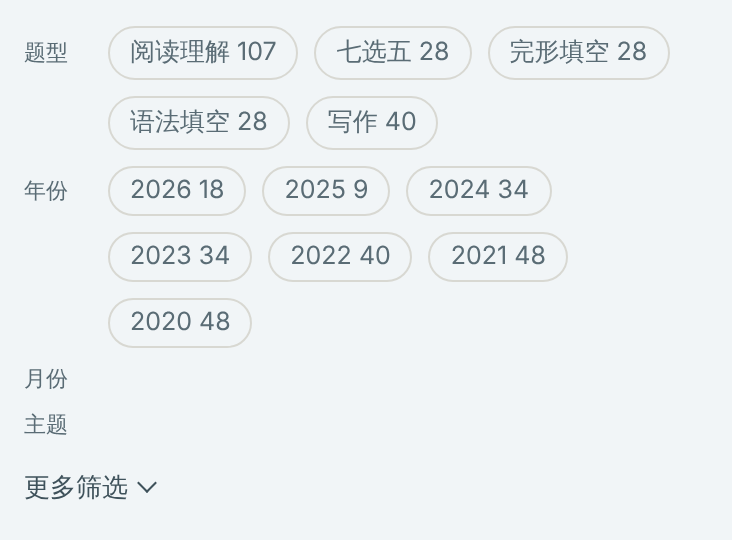 题型 阅读理解 107 七选五 28 完形填空 28
语法填空 28 写作 40
年份 2026 18 2025 9 2024 34
2023 34 2022 40 2021 48
2020 48
月份
主题
更多筛选